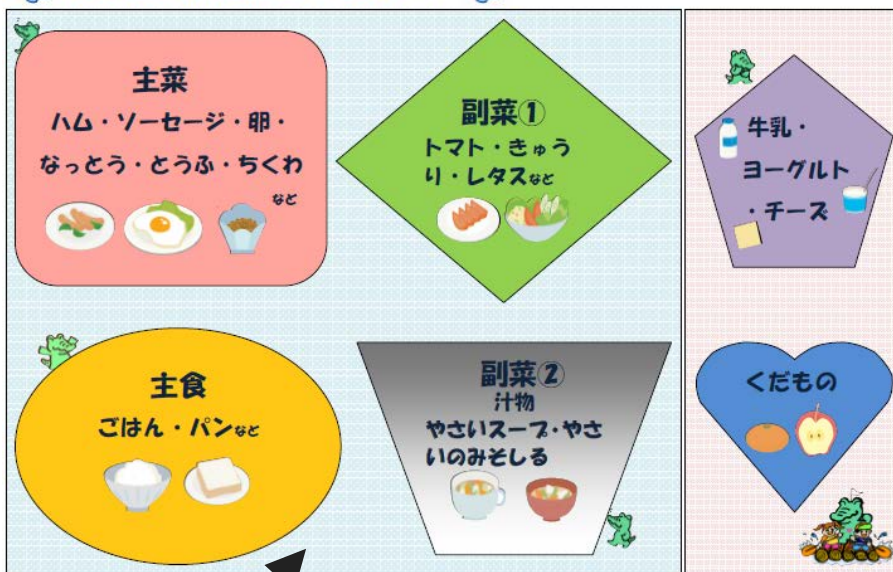 主菜
ハム・ソーセージ・卵・
なっとう・とうふ・ちくわ
など
副菜①
トマト・きゅう
り・レタスなど
牛乳・
ヨーグルト
・チーズ
主食
ごはん・パンなど
副菜②
汁物
やさいスープ・やさ
いのみそしる
くだもの